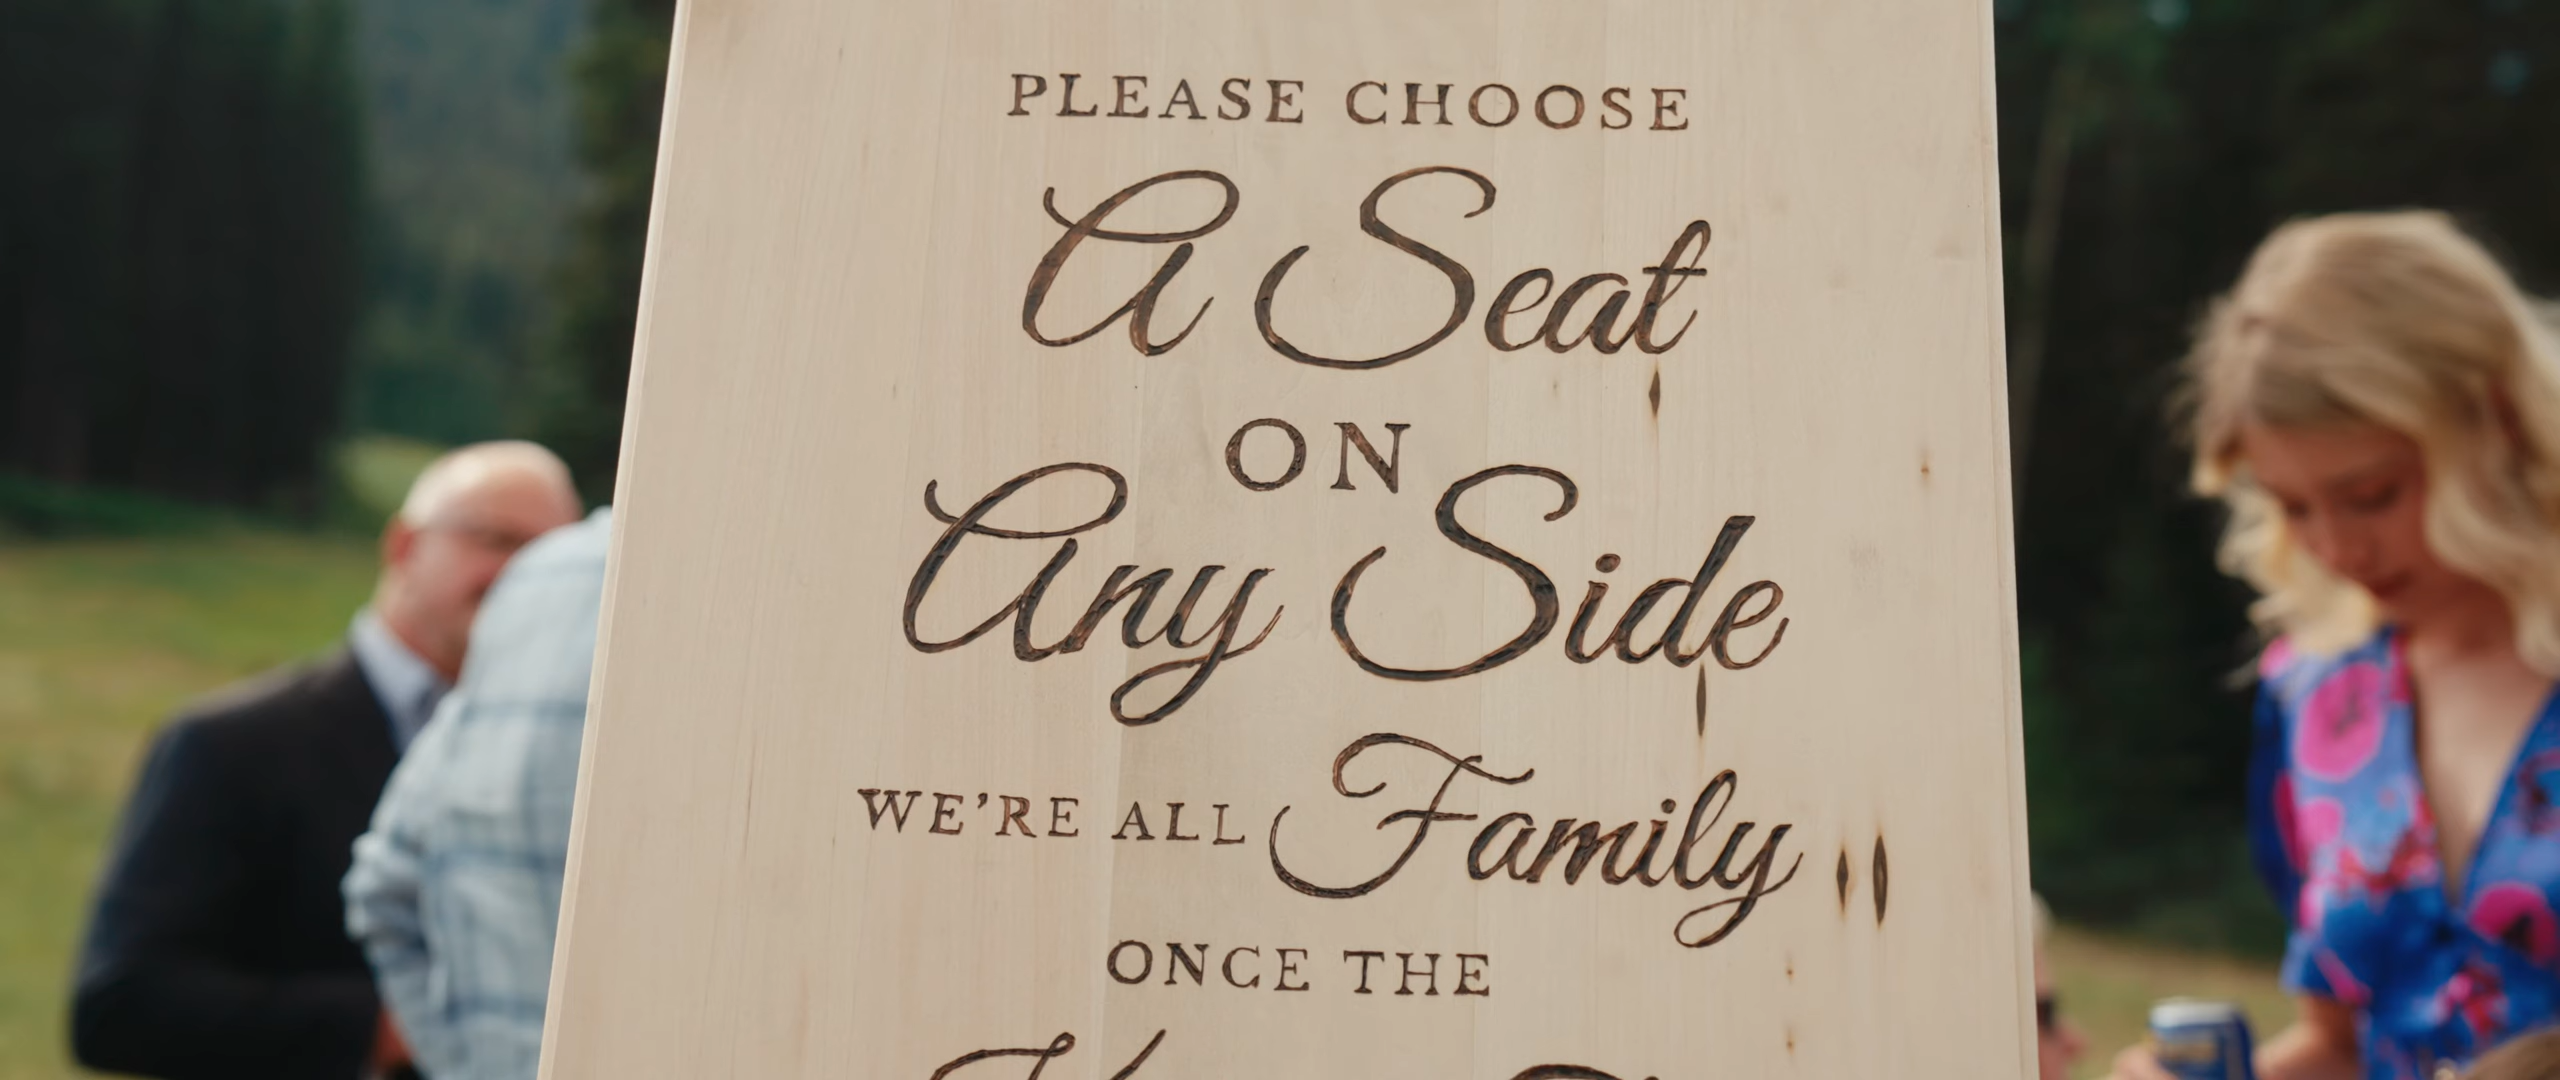 PLEASE CHOOSE
A Seat
ON
Any Side
WE'RE ALL Family
ONCE THE